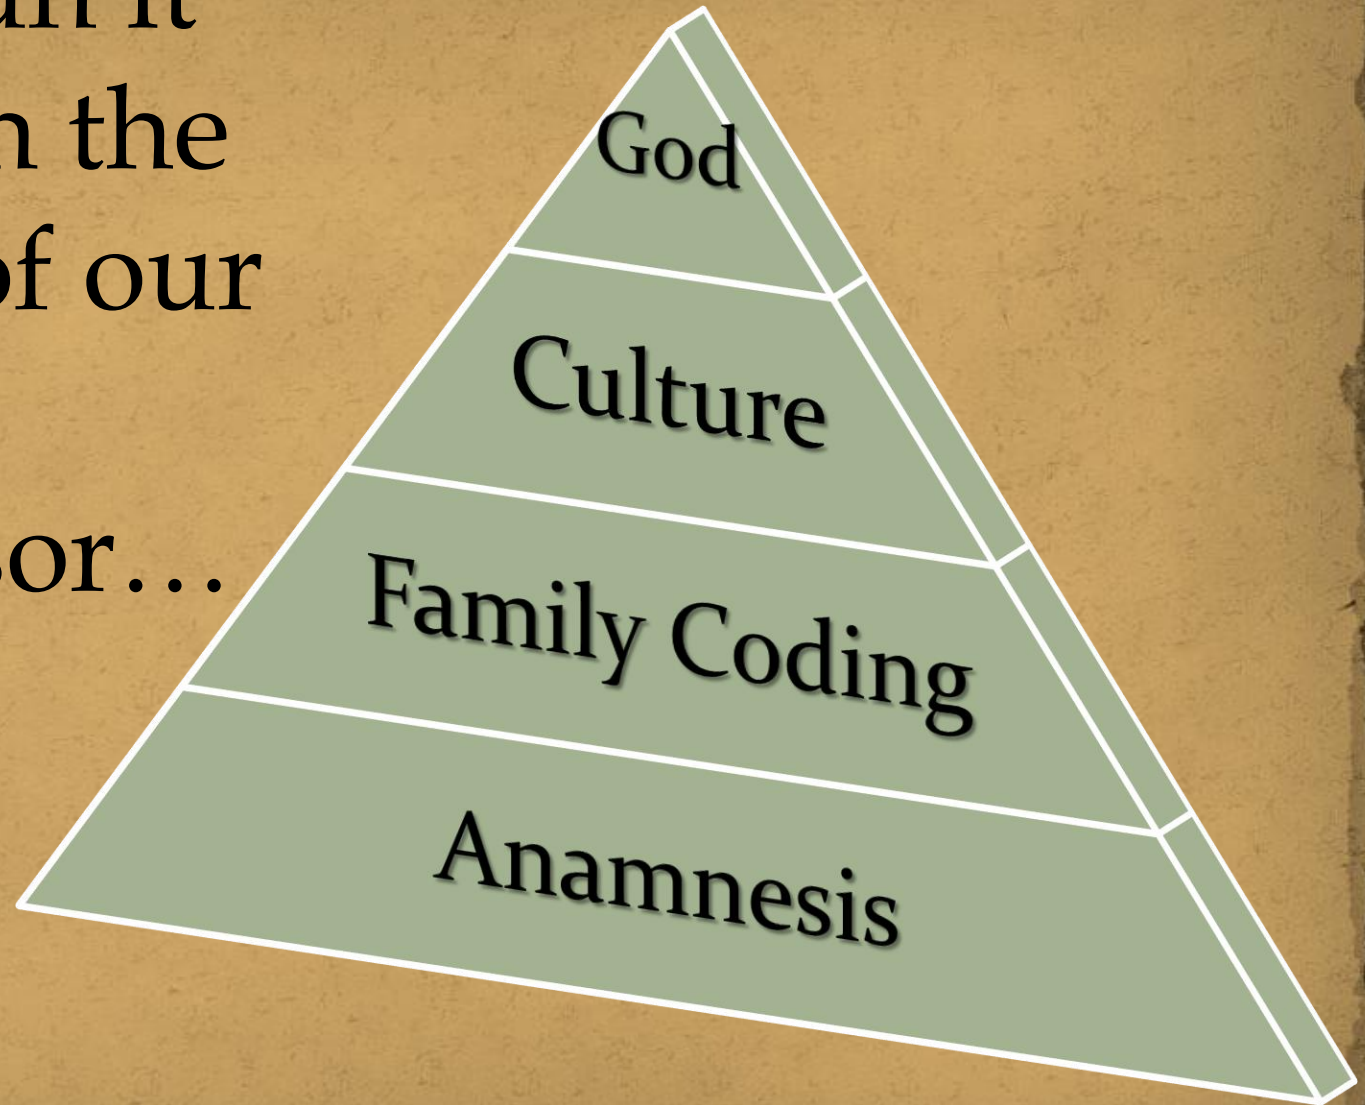 the
of our
God
Culture
Family Coding
Anamnesis